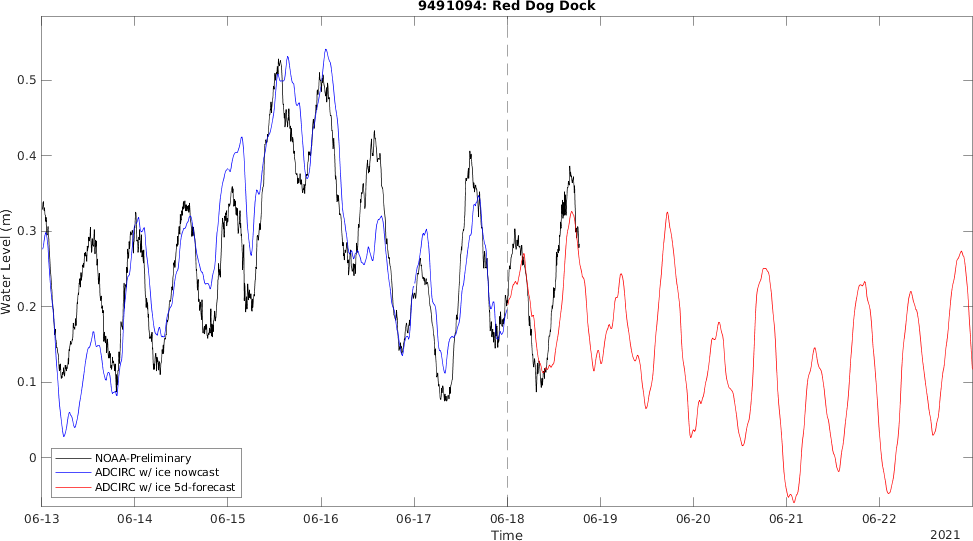 9491094: Red Dog Dock
Water Level (m)
0.5
0.4
0.3
0.2
0.1
0
NOAA-Preliminary
ADCIRC w/ ice nowcast
ADCIRC w/ ice 5d-forecast
06-13 06-14 06-15 06-16 06-17 06-18 06-19 06-20 06-21 06-22
Time
2021